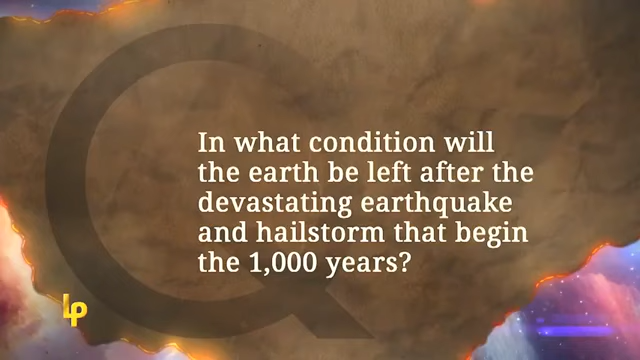 In what condition will
the earth be left after the
devastating earthquake
and hailstorm that begin
the 1,000 years?
Lp
Q